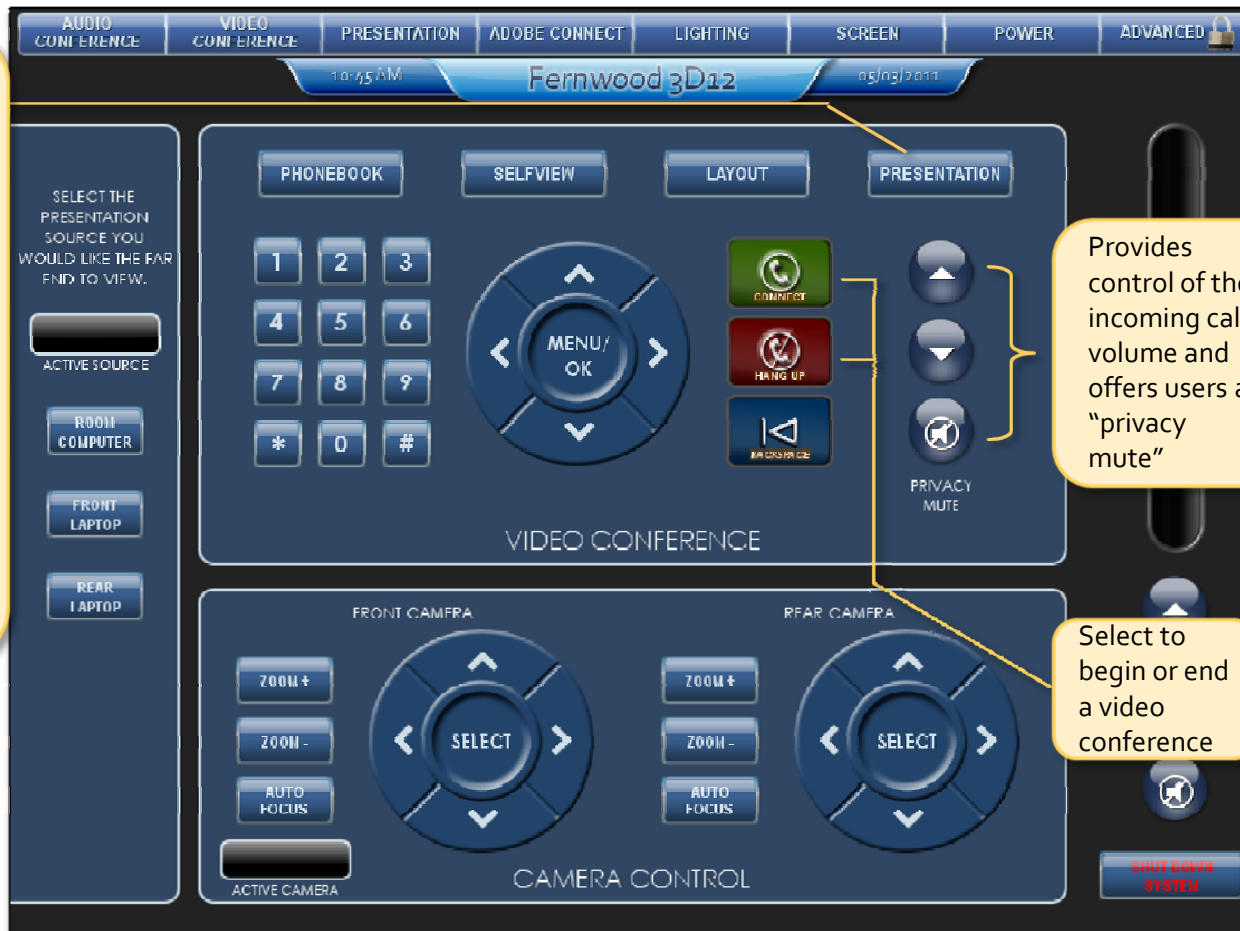 AUDIO
CONFERENCE
VIDEO
CONFERENCE
PRESENTATION
ADOBE CONNECT
LIGHTING
SCREEN
POWER
ADVANCED
10:45 AM
Fernwood 3D12
05/03/2011
SELECT THE
PRESENTATION
SOURCE YOU
WOULD LIKE THE FAR
END TO VIEW.
ACTIVE SOURCE
ROOM
COMPUTER
FRONT
LAPTOP
REAR
LAPTOP
PHONEBOOK
SELFVIEW
LAYOUT
PRESENTATION
1
2
3
4
5
6
7
8
9
*
0
#
MENU/
OK
CONNECT
HANG UP
BACKSPACE
PRIVACY
MUTE
VIDEO CONFERENCE
Provides
control of the
incoming cal
volume and
offers users a
“privacy
mute”
FRONT CAMERA
ZOOM +
ZOOM -
AUTO
FOCUS
SELECT
ACTIVE CAMERA
REAR CAMERA
ZOOM +
ZOOM -
AUTO
FOCUS
SELECT
CAMERA CONTROL
Select to
begin or end
a video
conference
SHUT DOWN
SYSTEM